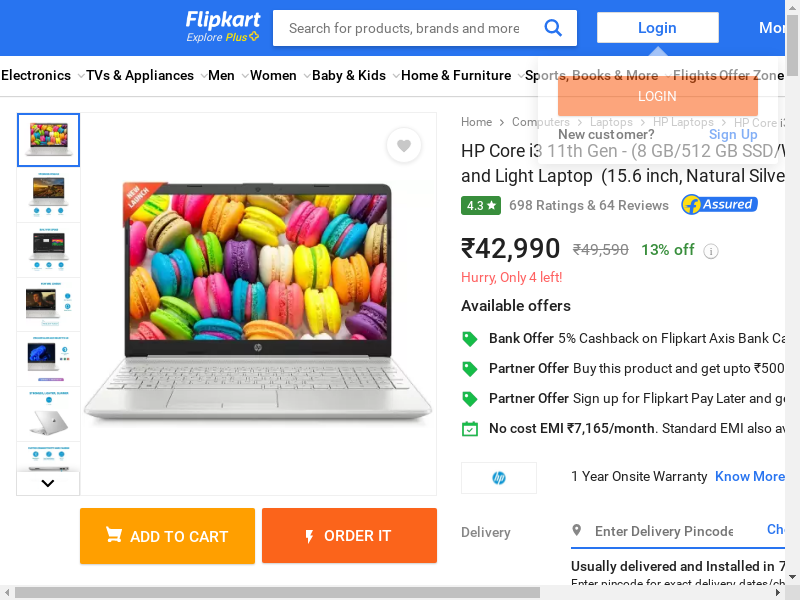 Flipkart
Explore Plus
Search for products, brands and more
Login
Mor
Electronics
TVs & Appliances
Men
Women
Baby & Kids
Home & Furniture
Sports, Books & More
Flights
Offer Zone
LOGIN
New customer?
Sign Up
Home
Computers
Laptops
HP Laptops
HP Core i3
HP Core i3 11th Gen - (8 GB/512 GB SSD/W
and Light Laptop (15.6 inch, Natural Silve
4.3
698 Ratings & 64 Reviews
Assured
₹42,990
₹49,590
13% off
Hurry, Only 4 left!
Available offers
Bank Offer 5% Cashback on Flipkart Axis Bank Ca
Partner Offer Buy this product and get upto ₹500
Partner Offer Sign up for Flipkart Pay Later and ge
No cost EMI ₹7,165/month. Standard EMI also av
NEW LAUNCH
hp
1 Year Onsite Warranty
Know More
ADD TO CART
ORDER IT
Delivery
Enter Delivery Pincode
Che
Usually delivered and Installed in 7
Enter pincode for exact delivery dates/ch